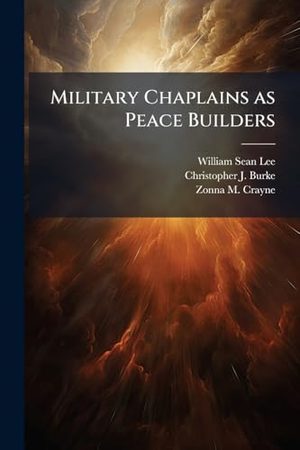 Military Chaplains as
Peace Builders
William Sean Lee
Christopher J. Burke
Zonna M. Crayne